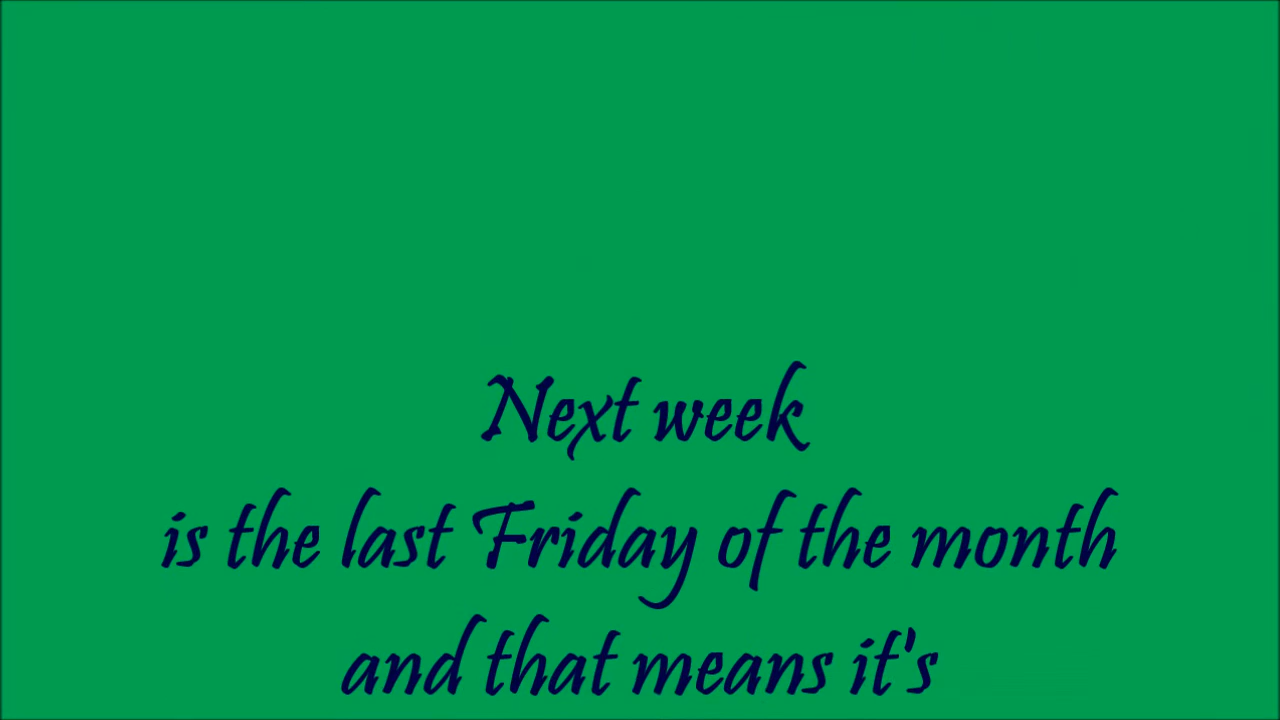 Next week
is the last Friday of the month
and that means it's